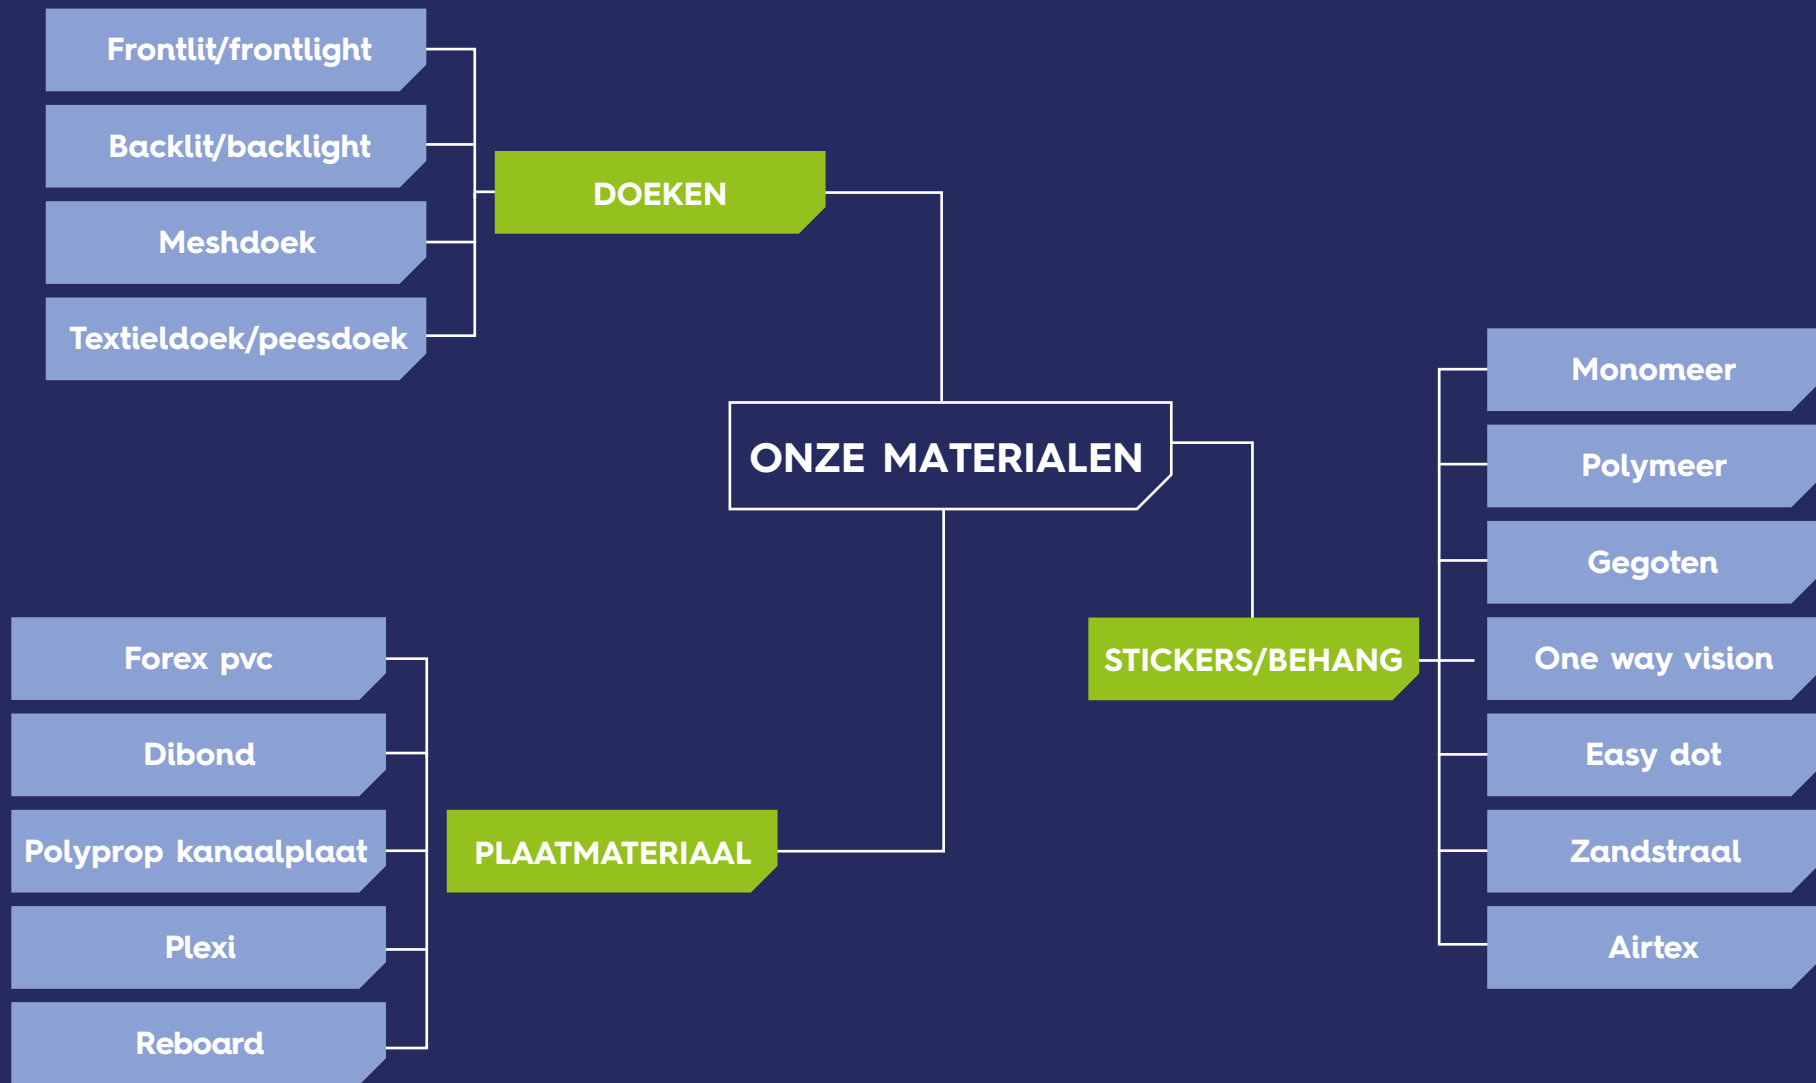 Frontlit/frontlight
Backlit/backlight
Meshdoek
Textieldoek/peesdoek
DOEKEN
ONZE MATERIALEN
Monomeer
Polymeer
Gegoten
One way vision
Easy dot
Zandstraal
Airtex
STICKERS/BEHANG
Forex pvc
Dibond
Polyprop kanaalplaat
Plexi
Reboard
PLAATMATERIAAL